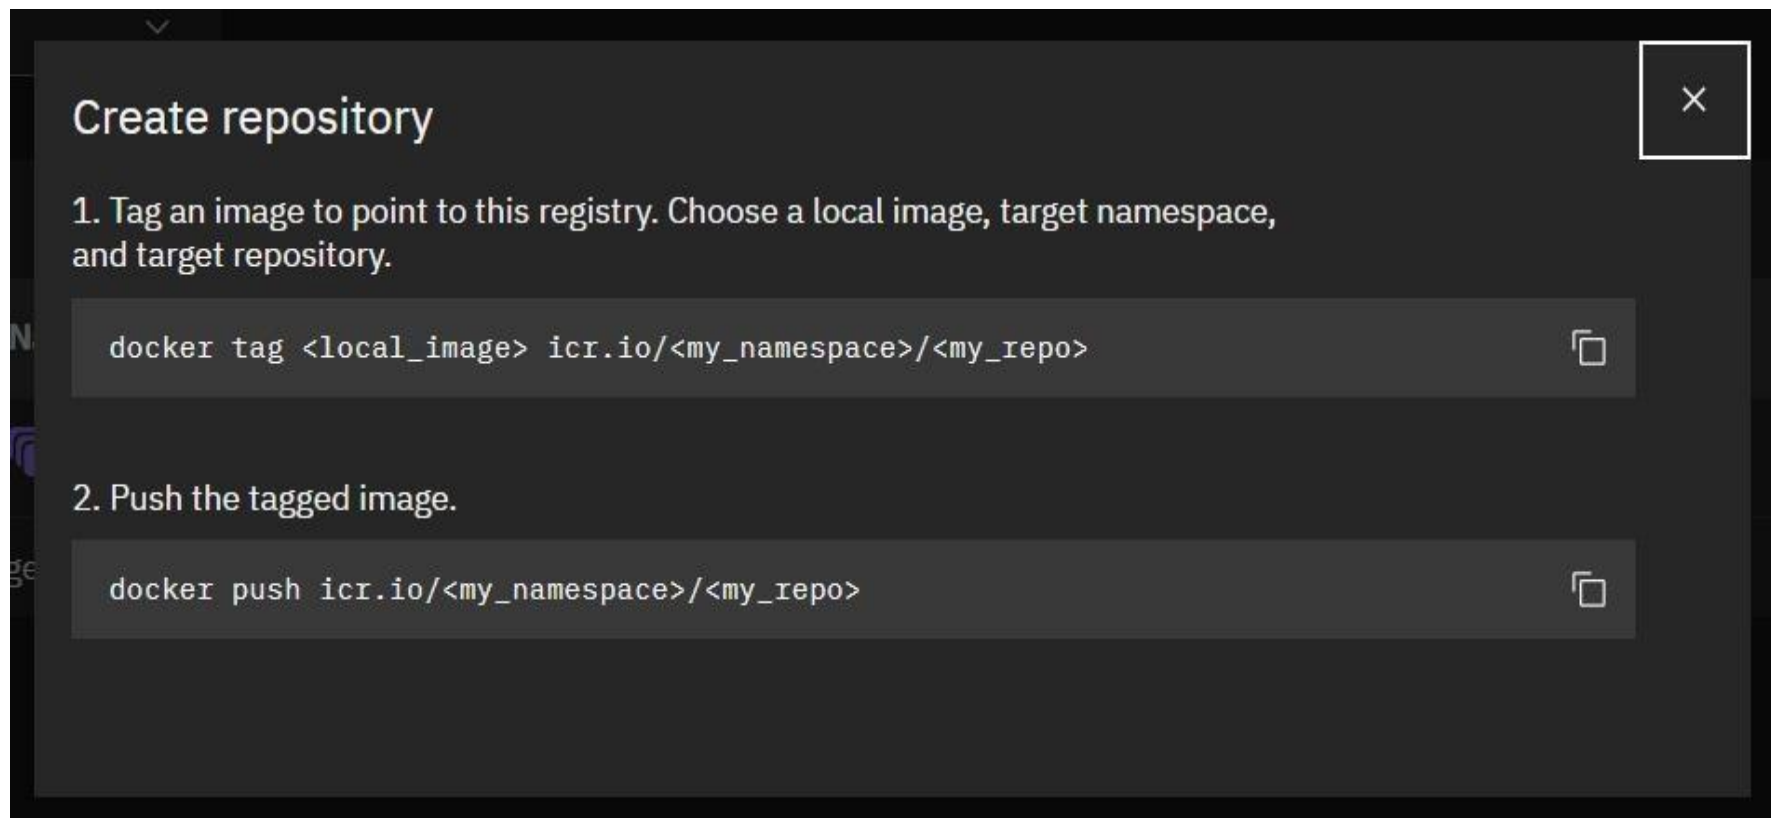 Create repository
1. Tag an image to point to this registry. Choose a local image, target namespace,
and target repository.
N
docker tag <local_image> icr.io/<my_namespace>/<my_repo>
2. Push the tagged image.
ge
docker push icr.io/<my_namespace>/<my_repo>